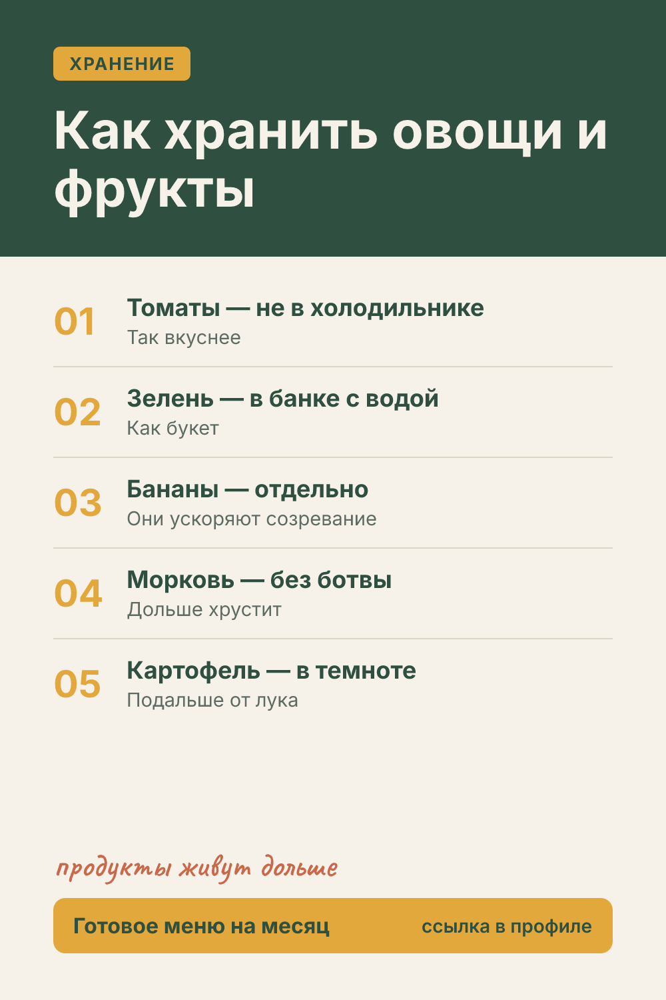 ХРАНЕНИЕ
Как хранить овощи и
фрукты
01
Томаты — не в холодильнике
Так вкуснее
02
Зелень — в банке с водой
Как букет
03
Бананы — отдельно
Они ускоряют созревание
04
Морковь — без ботвы
Дольше хрустит
05
Картофель — в темноте
Подальше от лука
продукты живут дольше
Готовое меню на месяц
ссылка в профиле